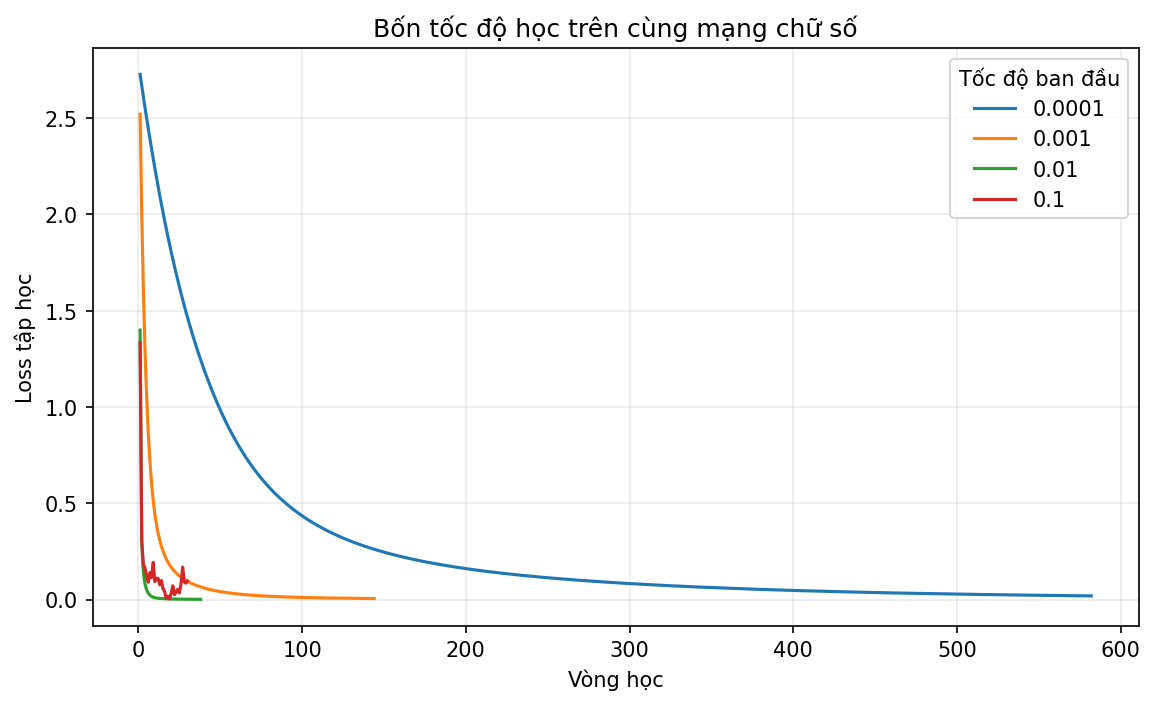 Bốn tốc độ học trên cùng mạng chữ số
Tốc độ ban đầu
0.0001
0.001
0.01
0.1
Loss tập học
2.5
2.0
1.5
1.0
0.5
0.0
0 100 200 300 400 500 600
Vòng học